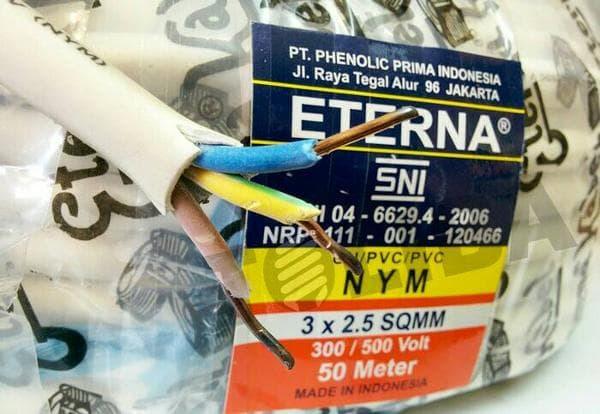 PT. PHENOLIC PRIMA INDONESIA
Jl. Raya Tegal Alur 96 JAKARTA
ETERNA®
SNI
04 - 6629.4 - 2006
NRP: 111 - 001 - 120466
/PVC/PVC
NYM
3 x 2.5 SQMM
300 / 500 Volt
50 Meter
MADE IN INDONESIA